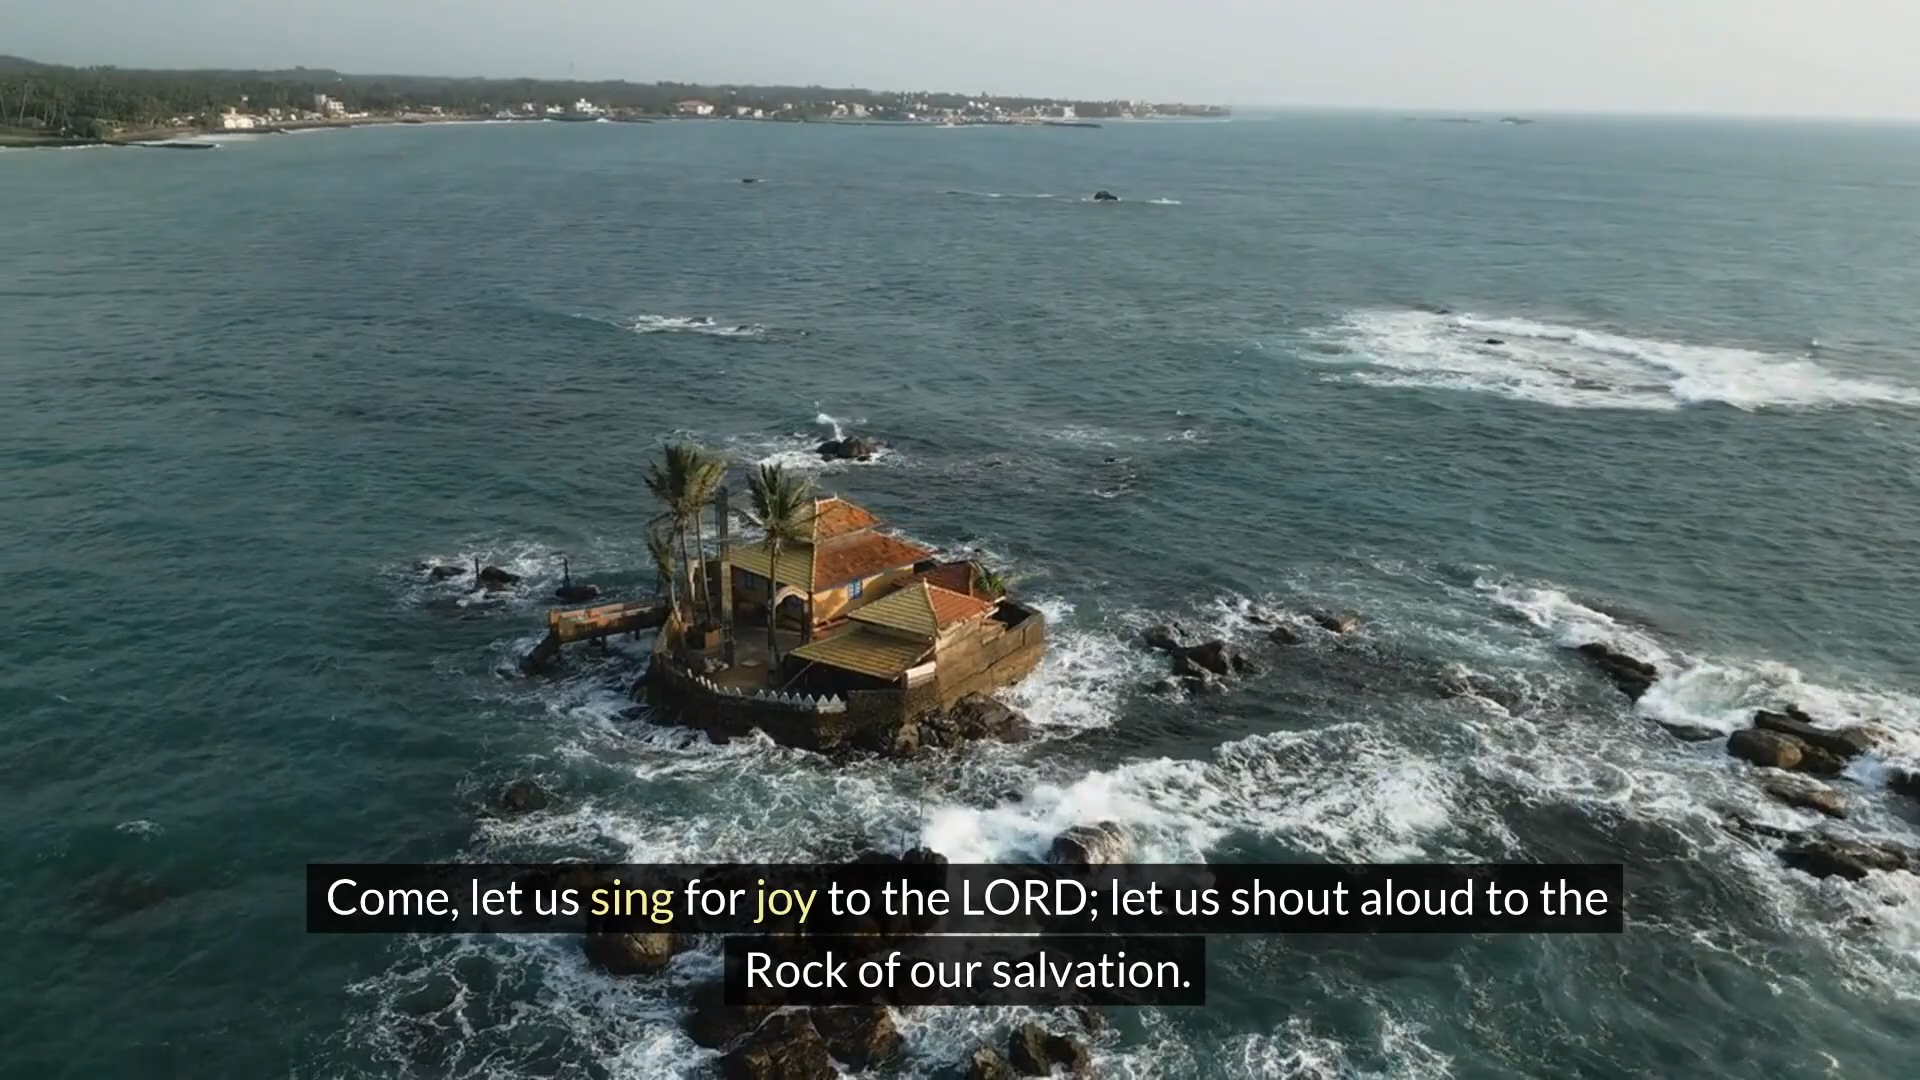 Come, let us sing for joy to the LORD; let us shout aloud to the
Rock of our salvation.